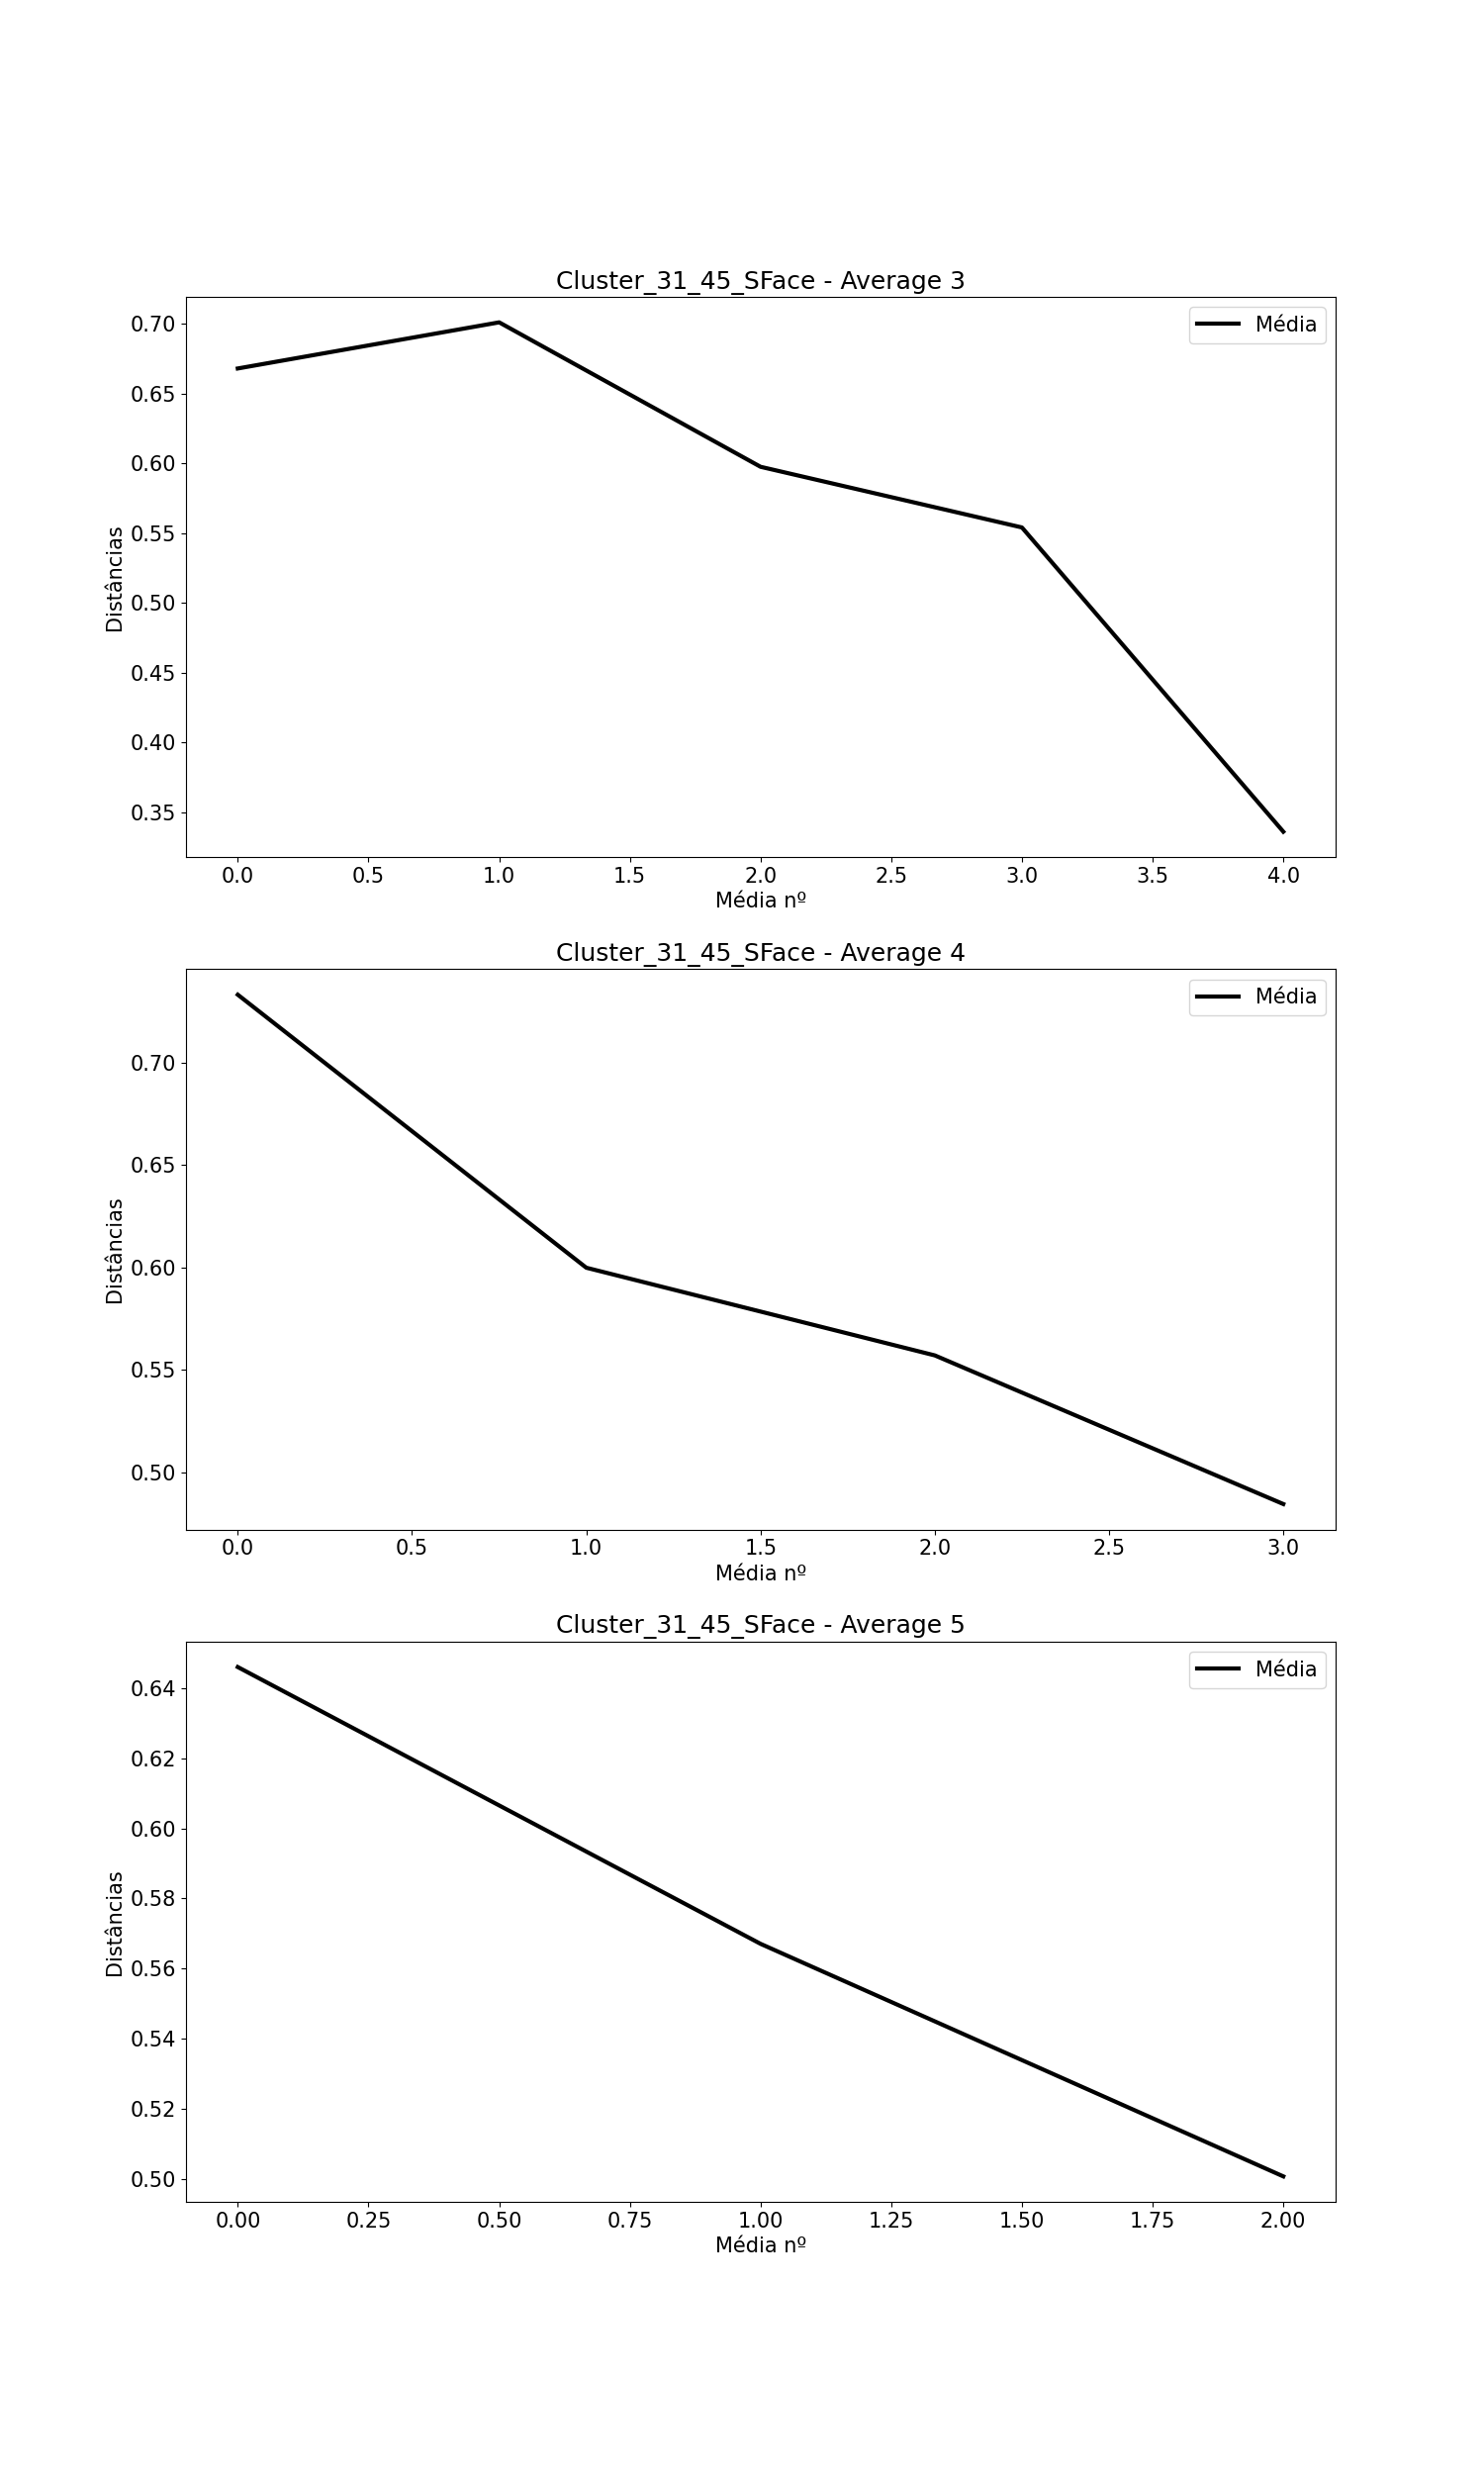 Cluster_31_45_SFace - Average 3
Média
0.70
0.65
0.60
0.55
0.50
0.45
0.40
0.35
Distâncias
0.0 0.5 1.0 1.5 2.0 2.5 3.0 3.5 4.0
Média nº
Cluster_31_45_SFace - Average 4
Média
0.70
0.65
0.60
0.55
0.50
Distâncias
0.0 0.5 1.0 1.5 2.0 2.5 3.0
Média nº
Cluster_31_45_SFace - Average 5
Média
0.64
0.62
0.60
0.58
0.56
0.54
0.52
0.50
Distâncias
0.00 0.25 0.50 0.75 1.00 1.25 1.50 1.75 2.00
Média nº